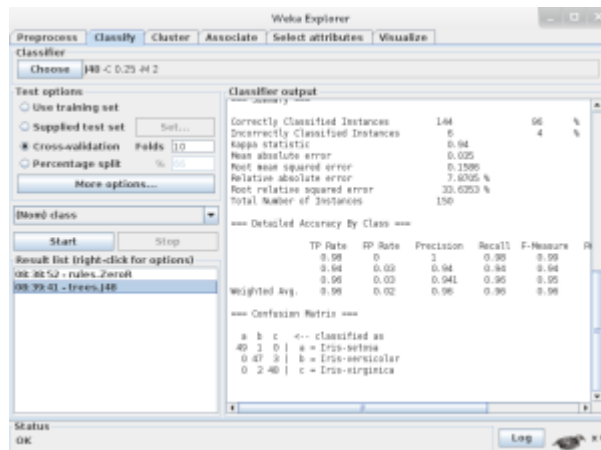 Weka Explorer
Preprocess Classify Cluster Associate Select attributes Visualize
Classifier
Choose J48 -C 0.25 -M 2
Test options
Use training set
Supplied test set Set...
Cross-validation Folds 10
Percentage split % 66
More options...
(Nom) class
Start Stop
Result list (right-click for options)
08:38:52 - rules.ZeroR
08:39:41 - trees.J48
Classifier output
=== Summary ===
Correctly Classified Instances 144 96 %
Incorrectly Classified Instances 6 4 %
Kappa statistic 0.94
Mean absolute error 0.035
Root mean squared error 0.1586
Relative absolute error 7.8705 %
Root relative squared error 33.6353 %
Total Number of Instances 150
=== Detailed Accuracy By Class ===
TP Rate FP Rate Precision Recall F-Measure
0.98 0 1 0.98 0.99
0.94 0.03 0.94 0.94 0.94
0.96 0.03 0.941 0.96 0.95
Weighted Avg. 0.96 0.02 0.96 0.96 0.96
=== Confusion Matrix ===
a b c <-- classified as
49 1 0 | a = Iris-setosa
0 47 3 | b = Iris-versicolor
0 2 48 | c = Iris-virginica
Status
OK
Log